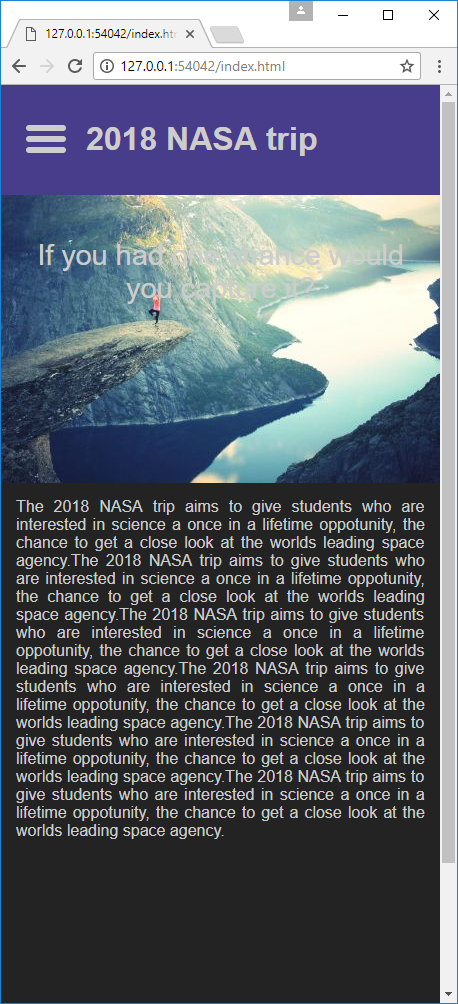 127.0.0.1:54042/index.htm
127.0.0.1:54042/index.html
2018 NASA trip
If you had one chance would
you capture it?
The 2018 NASA trip aims to give students who are
interested in science a once in a lifetime oppotunity, the
chance to get a close look at the worlds leading space
agency.The 2018 NASA trip aims to give students who
are interested in science a once in a lifetime oppotunity,
the chance to get a close look at the worlds leading
space agency.The 2018 NASA trip aims to give students
who are interested in science a once in a lifetime
oppotunity, the chance to get a close look at the worlds
leading space agency.The 2018 NASA trip aims to give
students who are interested in science a once in a
lifetime oppotunity, the chance to get a close look at the
worlds leading space agency.The 2018 NASA trip aims to
give students who are interested in science a once in a
lifetime oppotunity, the chance to get a close look at the
worlds leading space agency.The 2018 NASA trip aims to
give students who are interested in science a once in a
lifetime oppotunity, the chance to get a close look at the
worlds leading space agency.